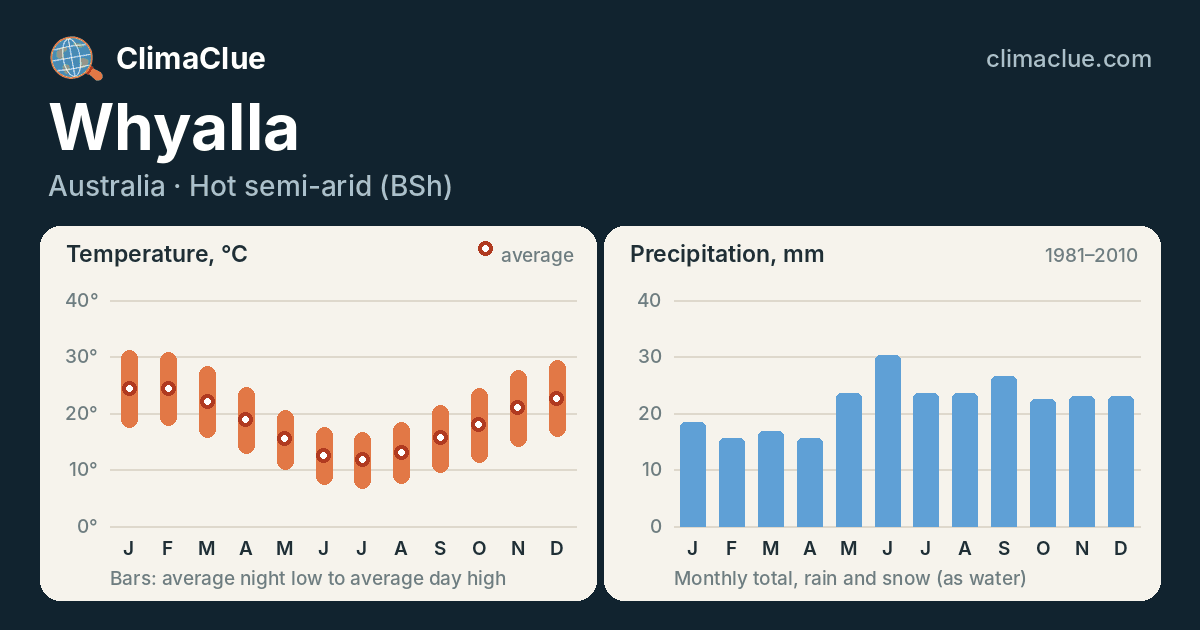 ClimaClue
climaclue.com
Whyalla
Australia · Hot semi-arid (BSh)
Temperature, °C
average
40°
30°
20°
10°
0°
J F M A M J J A S O N D
Bars: average night low to average day high
Precipitation, mm
1981–2010
40
30
20
10
0
J F M A M J J A S O N D
Monthly total, rain and snow (as water)